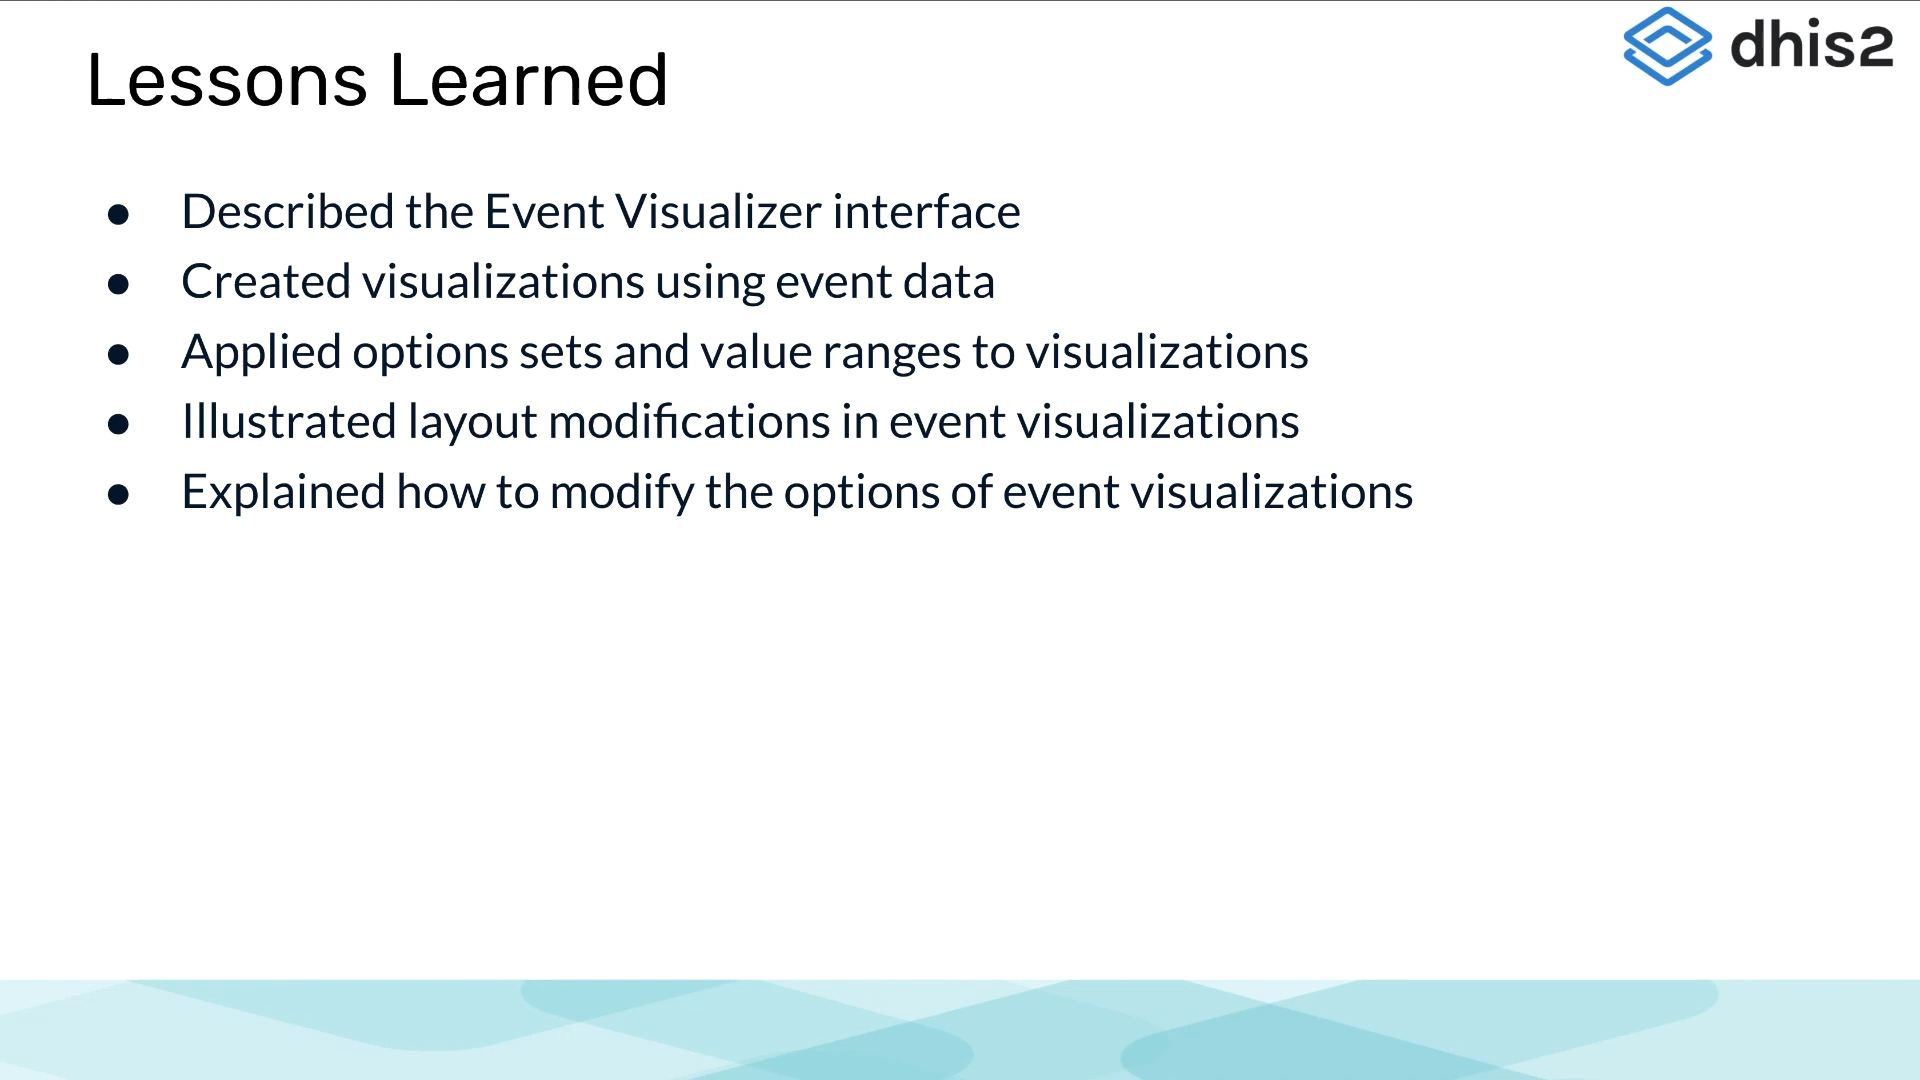 dhis2
Lessons Learned
● Described the Event Visualizer interface
● Created visualizations using event data
● Applied options sets and value ranges to visualizations
● Illustrated layout modifications in event visualizations
● Explained how to modify the options of event visualizations